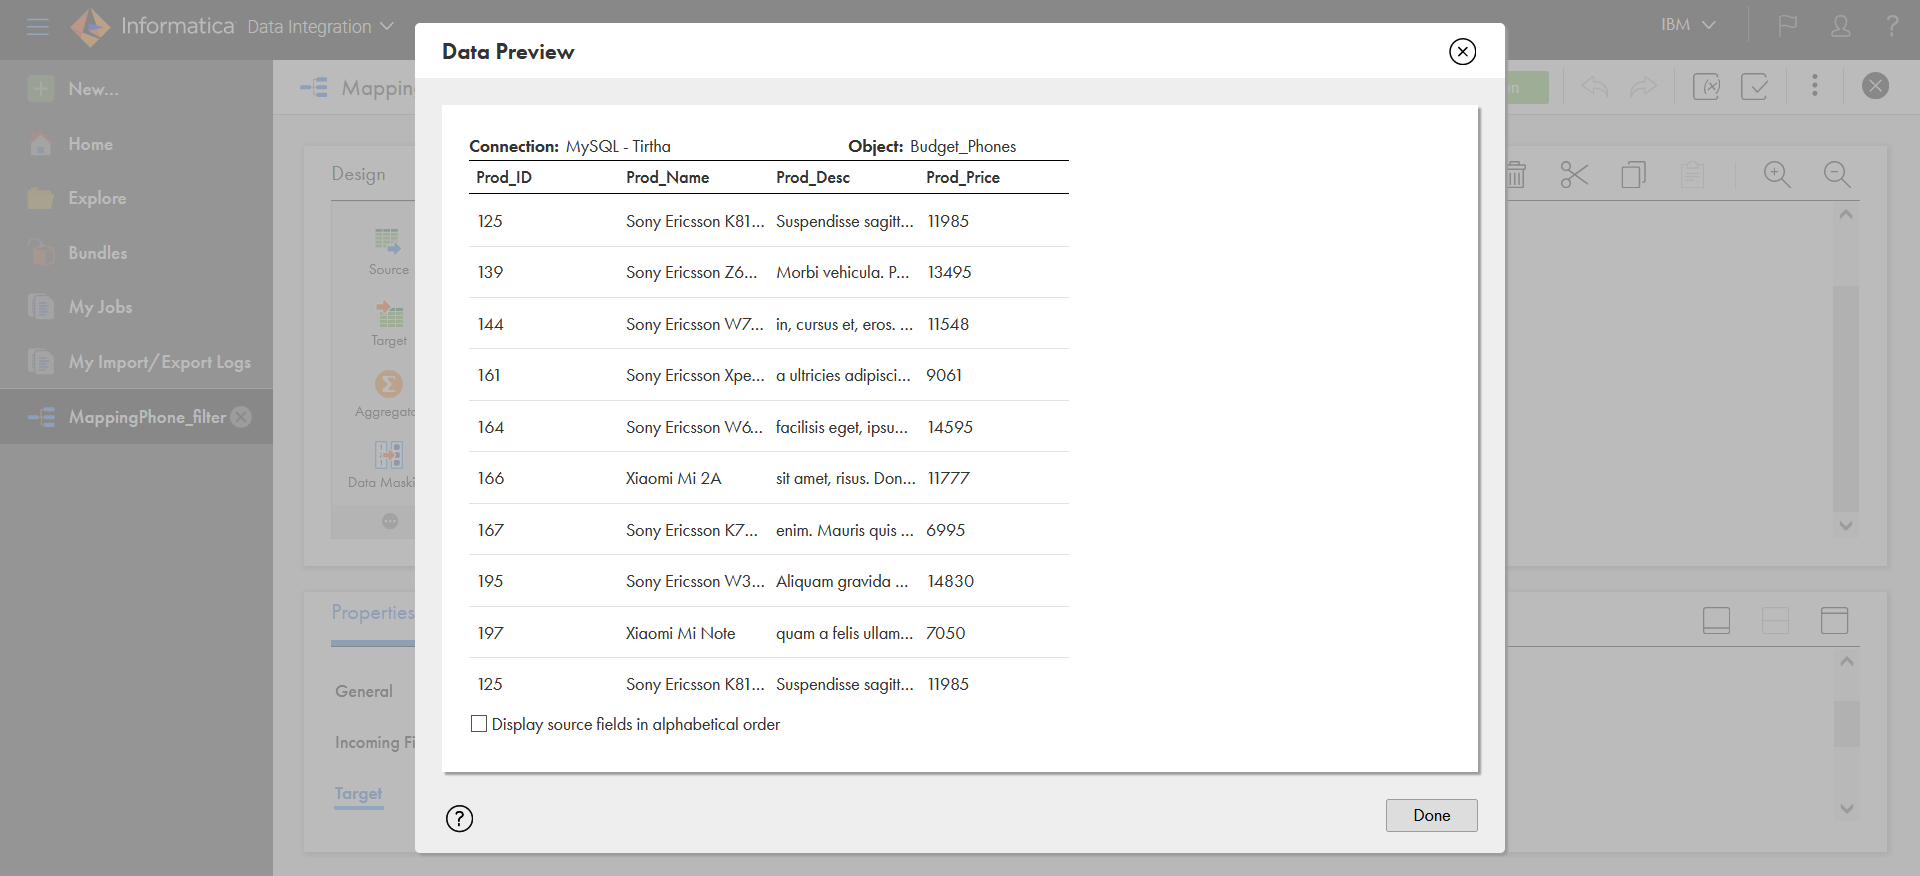 Informatica Data Integration
IBM
?
New...
Home
Explore
Bundles
My Jobs
My Import/Export Logs
MappingPhone_filter
Mappin
n
Design
Source
Target
Aggregato
Data Maski
Properties
General
Incoming Fi
Target
Data Preview
Connection: MySQL - Tirtha Object: Budget_Phones
Prod_ID Prod_Name Prod_Desc Prod_Price
125 Sony Ericsson K81... Suspendisse sagitt... 11985
139 Sony Ericsson Z6... Morbi vehicula. P... 13495
144 Sony Ericsson W7... in, cursus et, eros. ... 11548
161 Sony Ericsson Xpe... a ultricies adipisci... 9061
164 Sony Ericsson W6... facilisis eget, ipsu... 14595
166 Xiaomi Mi 2A sit amet, risus. Don... 11777
167 Sony Ericsson K7... enim. Mauris quis ... 6995
195 Sony Ericsson W3... Aliquam gravida ... 14830
197 Xiaomi Mi Note quam a felis ullam... 7050
125 Sony Ericsson K81... Suspendisse sagitt... 11985
Display source fields in alphabetical order
?
Done